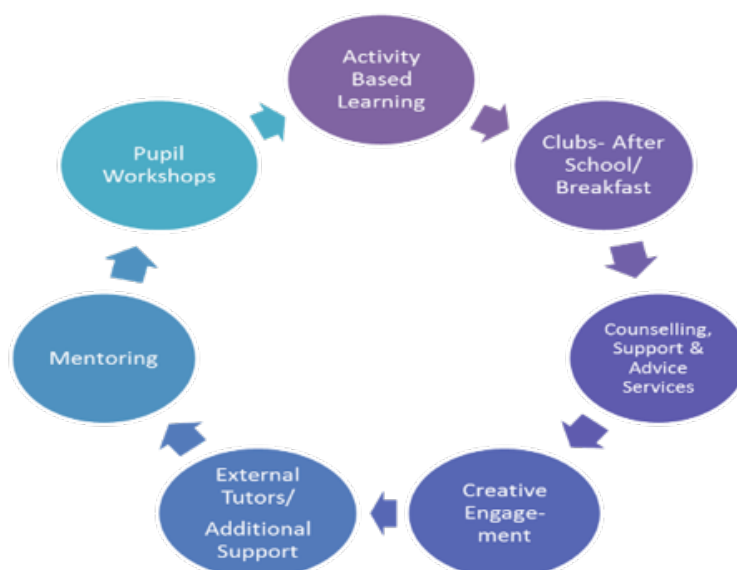 Activity
Based
Learning
Clubs- After
School/
Breakfast
Counselling,
Support &
Advice
Services
Creative
Engage-
ment
External
Tutors/
Additional
Support
Mentoring
Pupil
Workshops